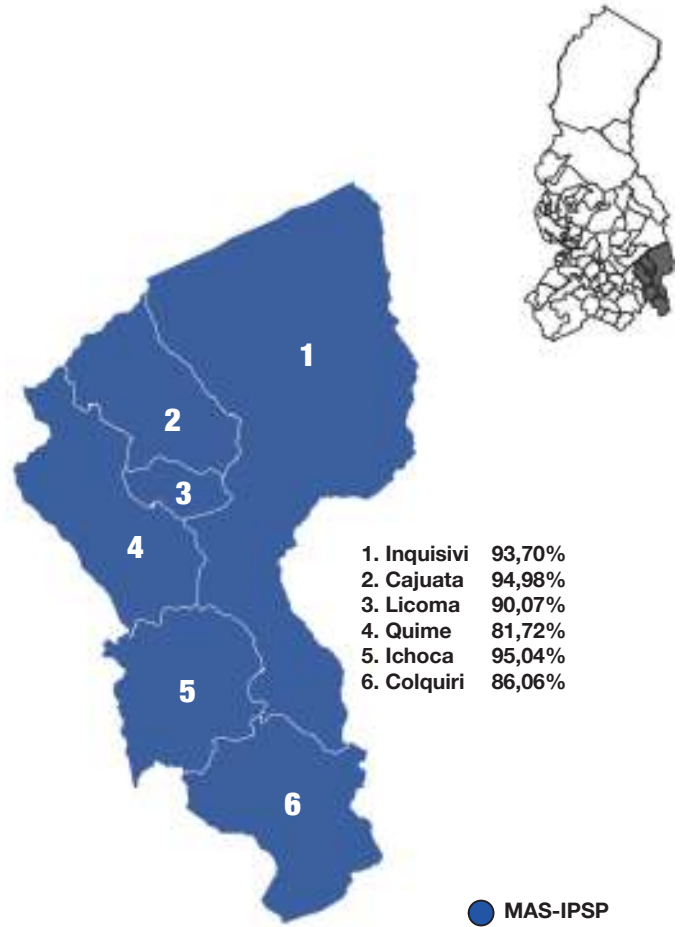 1
2
3
4
1. Inquisivi 93,70%
2. Cajuata 94,98%
3. Licoma 90,07%
4. Quime 81,72%
5. Ichoca 95,04%
6. Colquiri 86,06%
5
6
MAS-IPSP